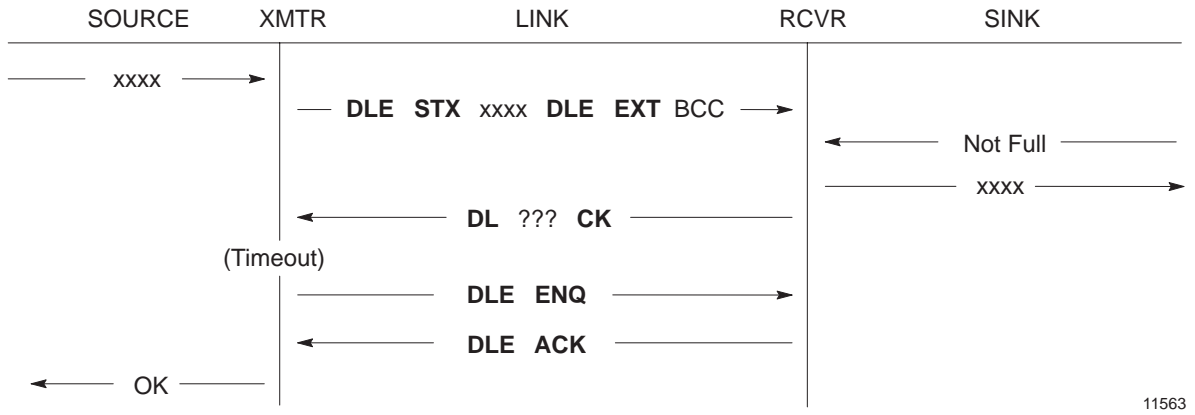 SOURCE XMTR LINK RCVR SINK
xxxx
DLE STX xxxx DLE EXT BCC
Not Full
xxxx
DL ??? CK
(Timeout)
DLE ENQ
DLE ACK
OK
11563